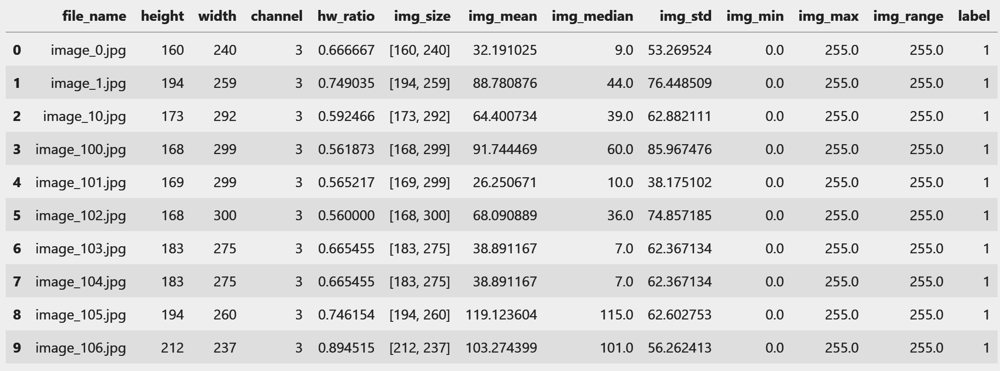 file_name height width channel hw_ratio img_size img_mean img_median img_std img_min img_max img_range label
0 image_0.jpg 160 240 3 0.666667 [160, 240] 32.191025 9.0 53.269524 0.0 255.0 255.0 1
1 image_1.jpg 194 259 3 0.749035 [194, 259] 88.780876 44.0 76.448509 0.0 255.0 255.0 1
2 image_10.jpg 173 292 3 0.592466 [173, 292] 64.400734 39.0 62.882111 0.0 255.0 255.0 1
3 image_100.jpg 168 299 3 0.561873 [168, 299] 91.744469 60.0 85.967476 0.0 255.0 255.0 1
4 image_101.jpg 169 299 3 0.565217 [169, 299] 26.250671 10.0 38.175102 0.0 255.0 255.0 1
5 image_102.jpg 168 300 3 0.560000 [168, 300] 68.090889 36.0 74.857185 0.0 255.0 255.0 1
6 image_103.jpg 183 275 3 0.665455 [183, 275] 38.891167 7.0 62.367134 0.0 255.0 255.0 1
7 image_104.jpg 183 275 3 0.665455 [183, 275] 38.891167 7.0 62.367134 0.0 255.0 255.0 1
8 image_105.jpg 194 260 3 0.746154 [194, 260] 119.123604 115.0 62.602753 0.0 255.0 255.0 1
9 image_106.jpg 212 237 3 0.894515 [212, 237] 103.274399 101.0 56.262413 0.0 255.0 255.0 1